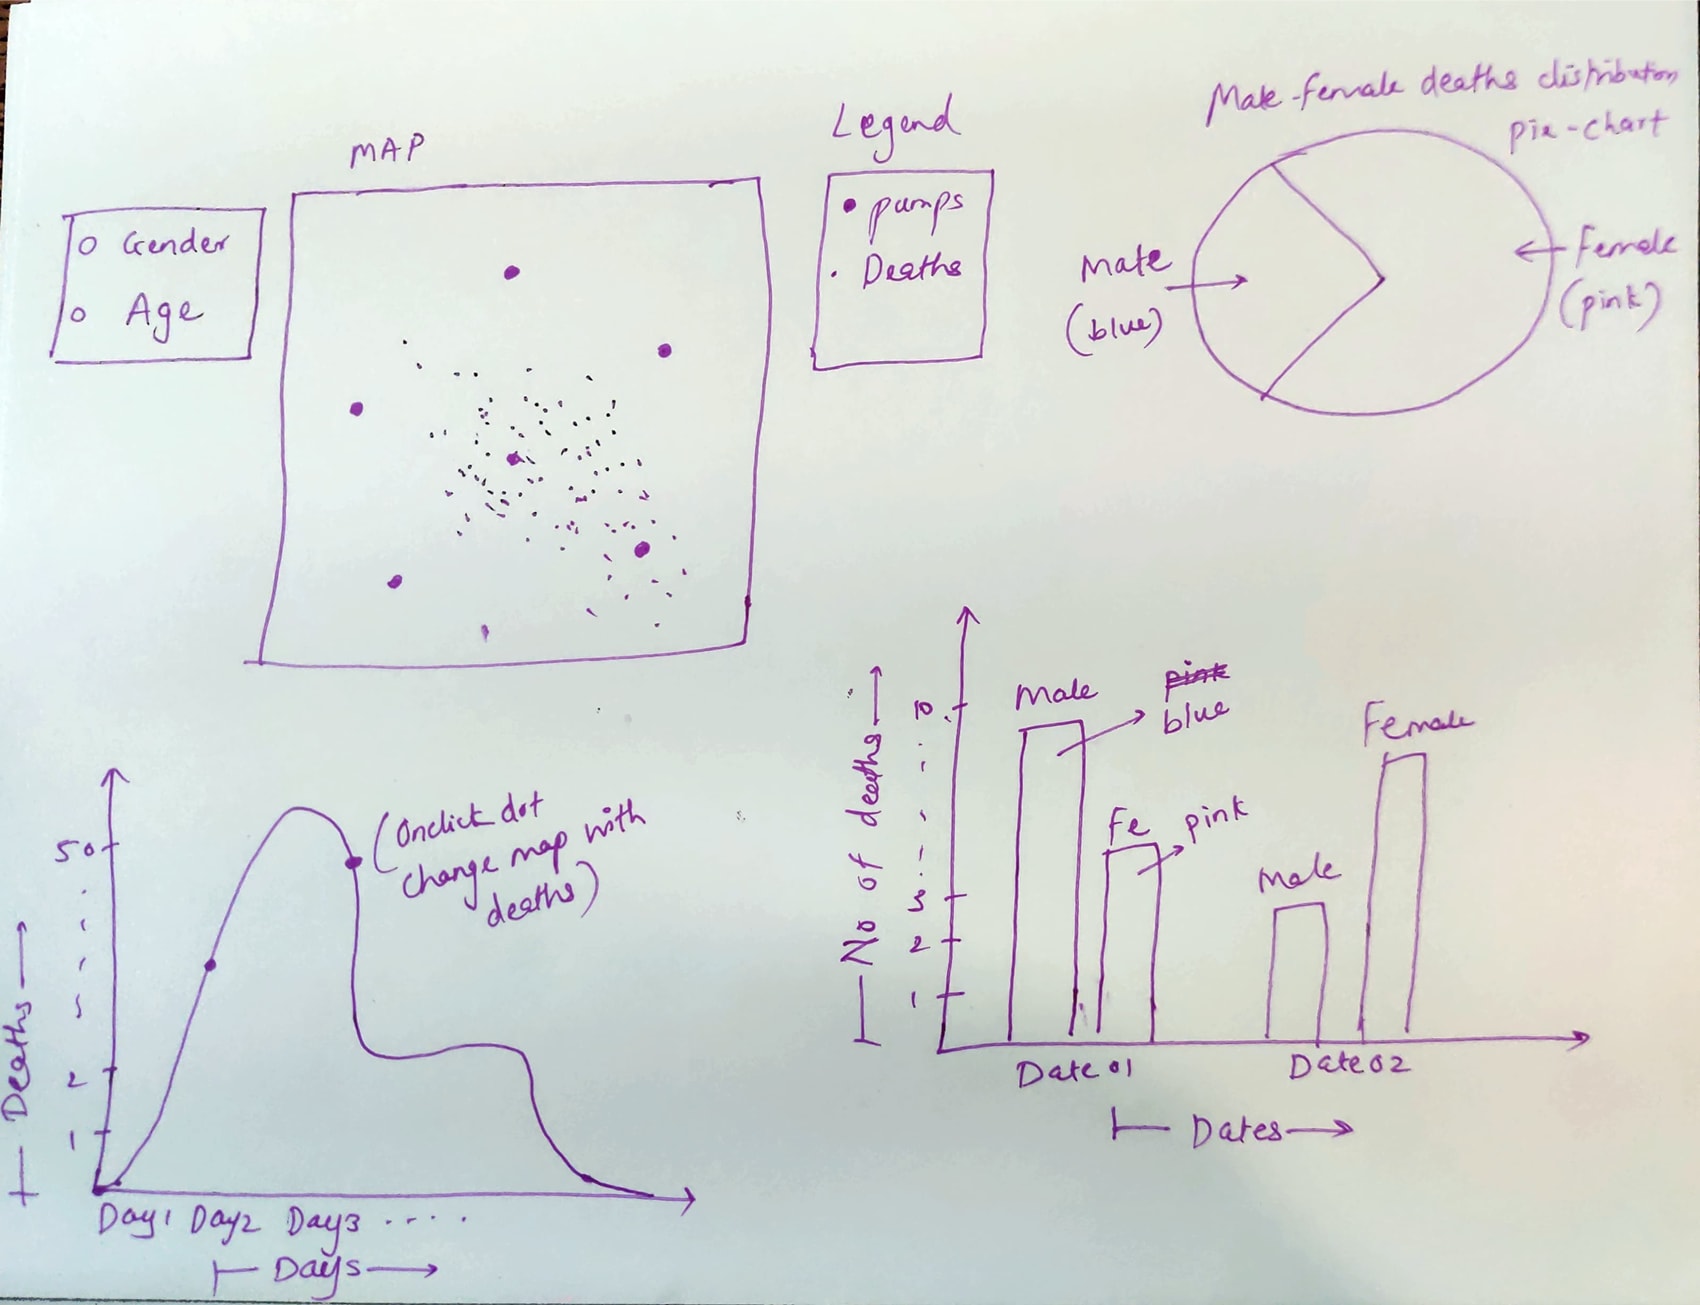 MAP
Gender
Age
Legend
pumps
Deaths
Male-female deaths distribution
pie-chart
Male
(blue)
Female
(pink)
Deaths
50
2
1
(Onclick dot
change map with
deaths)
Day1 Day2 Day3 ....
Days
No of deaths
10
3
2
1
Male
pink
blue
Fe
pink
Male
Female
Date 01
Date 02
Dates